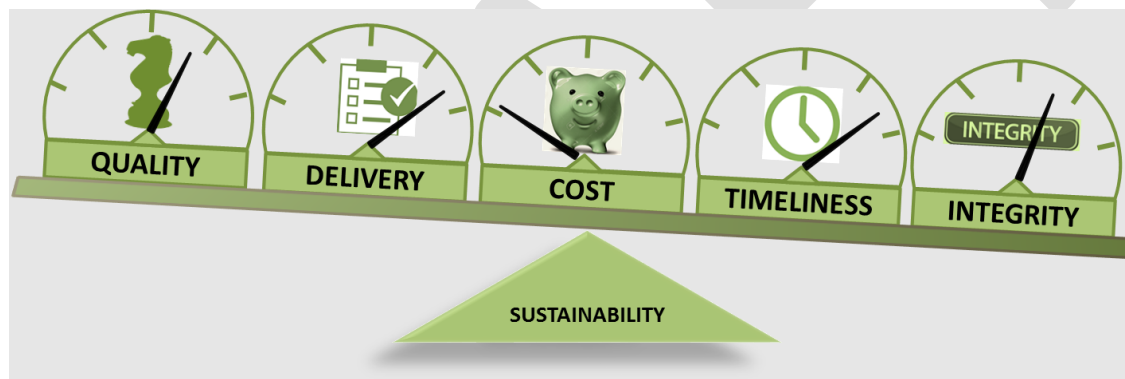 INTEGRITY
QUALITY
DELIVERY
COST
TIMELINESS
INTEGRITY
SUSTAINABILITY